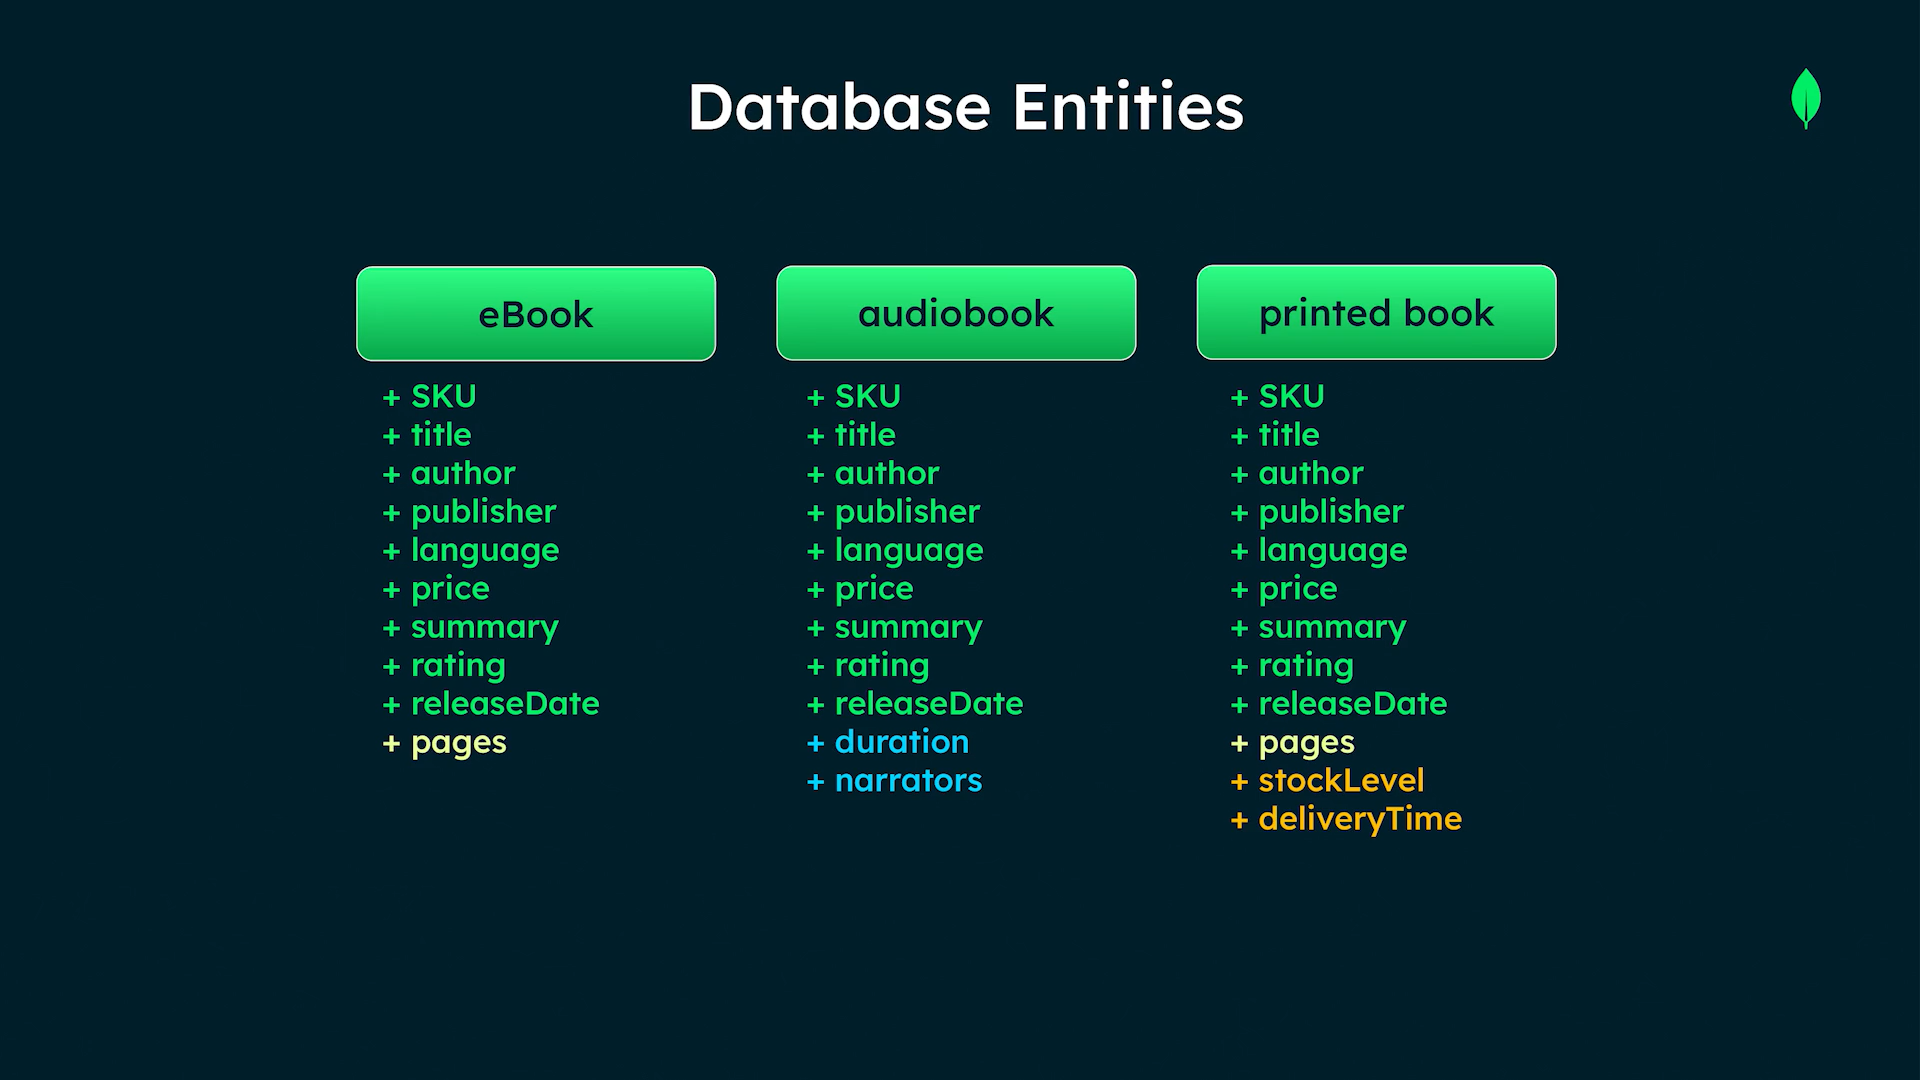 Database Entities
eBook
+ SKU
+ title
+ author
+ publisher
+ language
+ price
+ summary
+ rating
+ releaseDate
+ pages
audiobook
+ SKU
+ title
+ author
+ publisher
+ language
+ price
+ summary
+ rating
+ releaseDate
+ duration
+ narrators
printed book
+ SKU
+ title
+ author
+ publisher
+ language
+ price
+ summary
+ rating
+ releaseDate
+ pages
+ stockLevel
+ deliveryTime